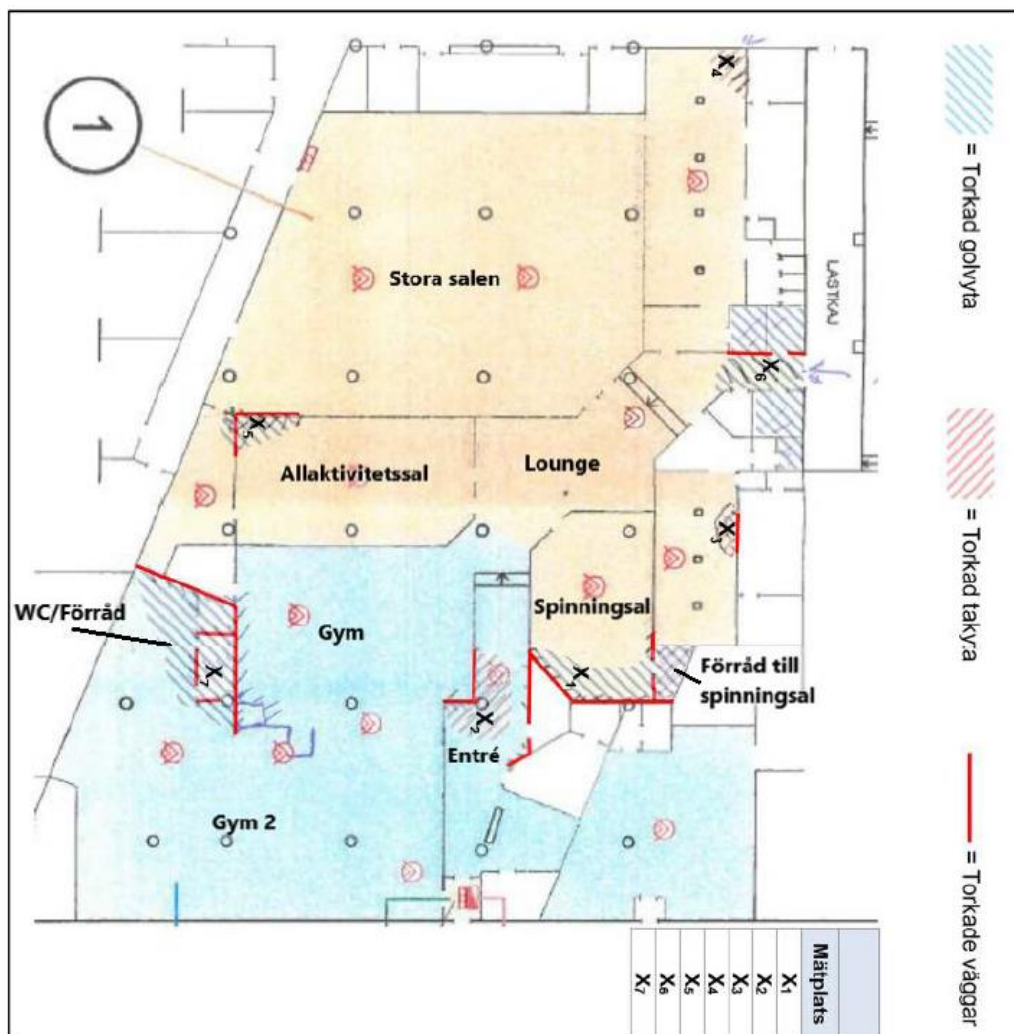 1
X₄
Stora salen
LASTKAJ
X₆
X₅
Allaktivitetssal
Lounge
X₃
WC/Förråd
Gym
Spinningsal
X₇
X₁
Förråd till
spinningsal
X₂
Entré
Gym 2
= Torkad golvyta
= Torkad taky:a
= Torkade väggar
Mätplats
X₁
X₂
X₃
X₄
X₅
X₆
X₇